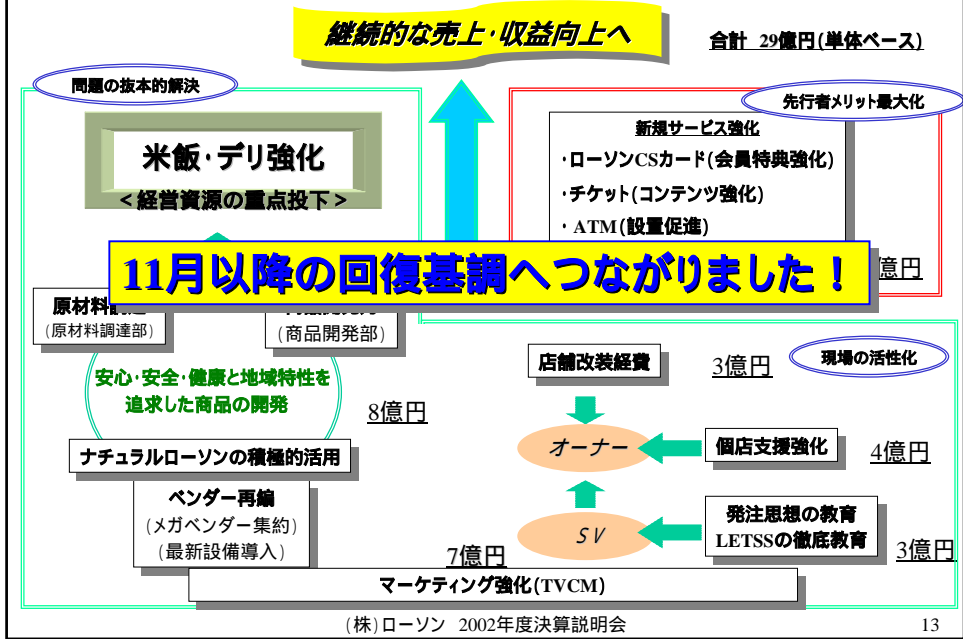 継続的な売上・収益向上へ
合計 29億円(単体ベース)
問題の抜本的解決
先行者メリット最大化
米飯・デリ強化
<経営資源の重点投下>
新規サービス強化
・ローソンCSカード(会員特典強化)
・チケット(コンテンツ強化)
・ATM(設置促進)
11月以降の回復基調へつながりました!
億円
原材料調達
(原材料調達部)
(商品開発部)
安心・安全・健康と地域特性を
追求した商品の開発
8億円
ナチュラルローソンの積極的活用
ベンダー再編
(メガベンダー集約)
(最新設備導入)
7億円
現場の活性化
店舗改装経費
3億円
オーナー
個店支援強化
4億円
SV
発注思想の教育
LETSSの徹底教育
3億円
マーケティング強化(TVCM)
(株)ローソン 2002年度決算説明会
13